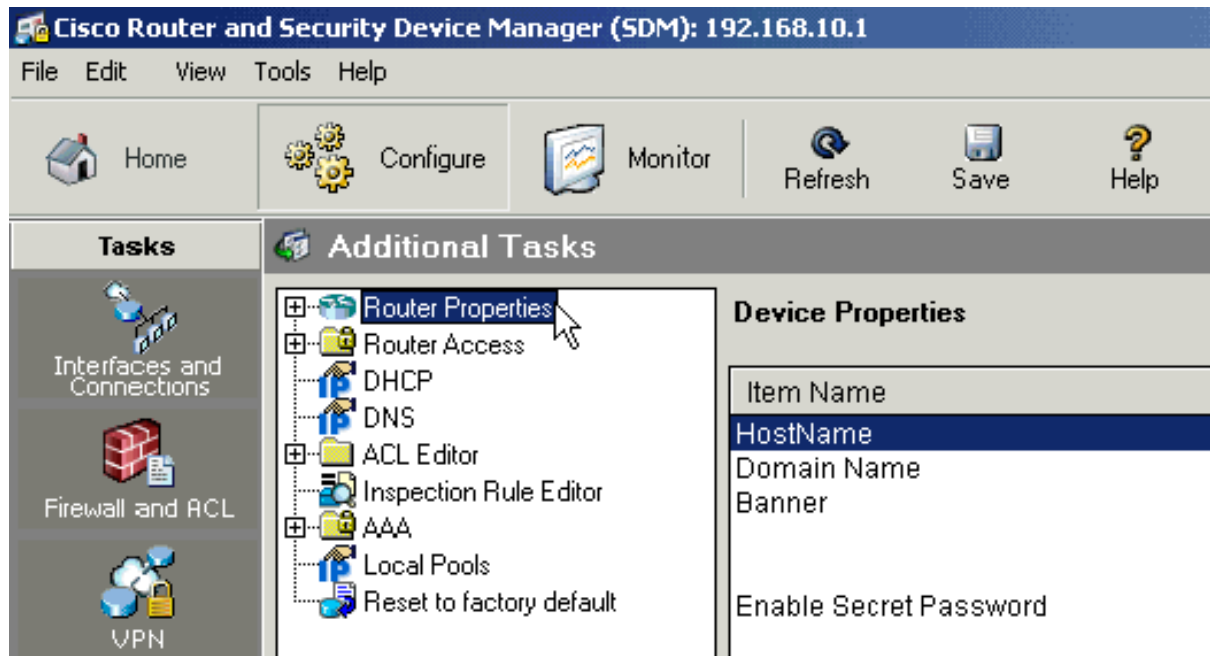 Cisco Router and Security Device Manager (SDM): 192.168.10.1
File Edit View Tools Help
Home Configure Monitor Refresh Save Help
Tasks
Additional Tasks
Interfaces and
Connections
Firewall and ACL
VPN
Router Properties
Router Access
DHCP
DNS
ACL Editor
Inspection Rule Editor
AAA
Local Pools
Reset to factory default
Device Properties
Item Name
HostName
Domain Name
Banner
Enable Secret Password